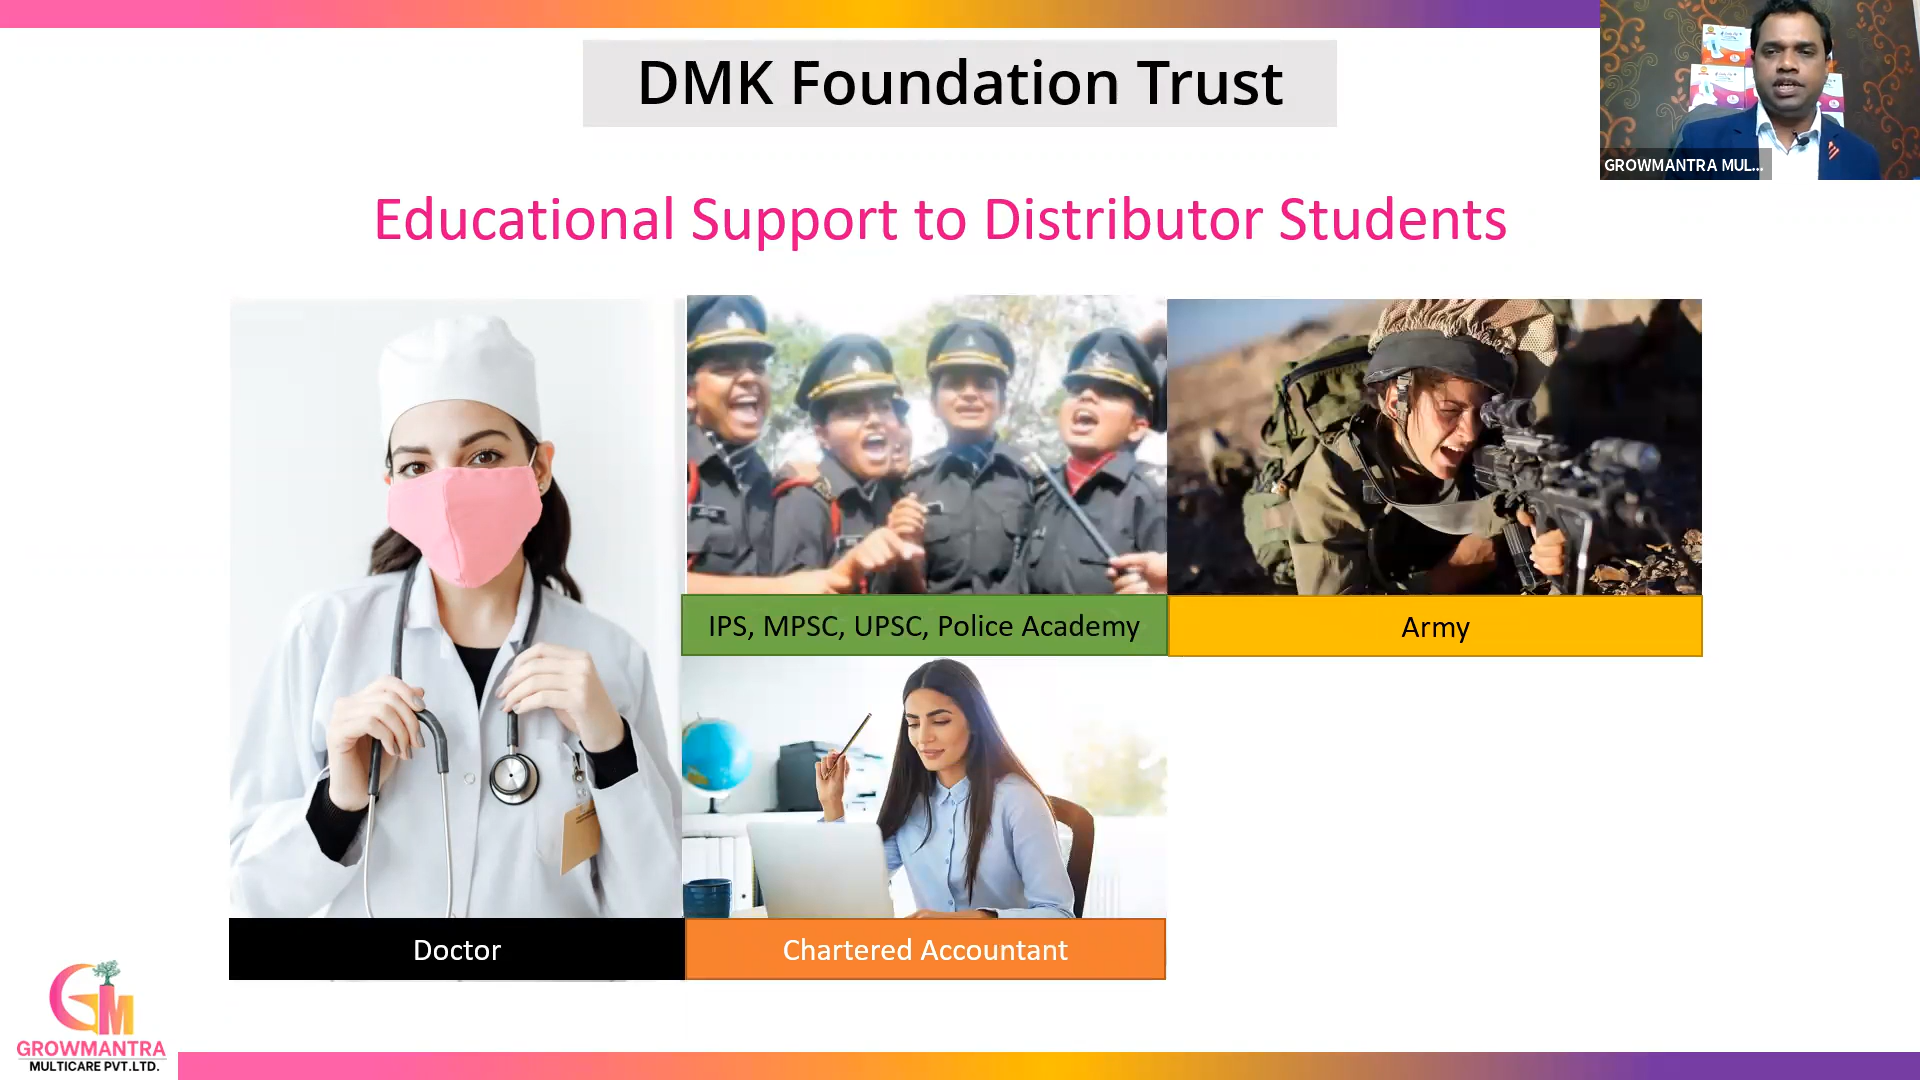 DMK Foundation Trust
GROWMANTRA MUL...
Educational Support to Distributor Students
IPS, MPSC, UPSC, Police Academy
Army
Doctor
Chartered Accountant
GM
GROWMANTRA
MULTICARE PVT.LTD.